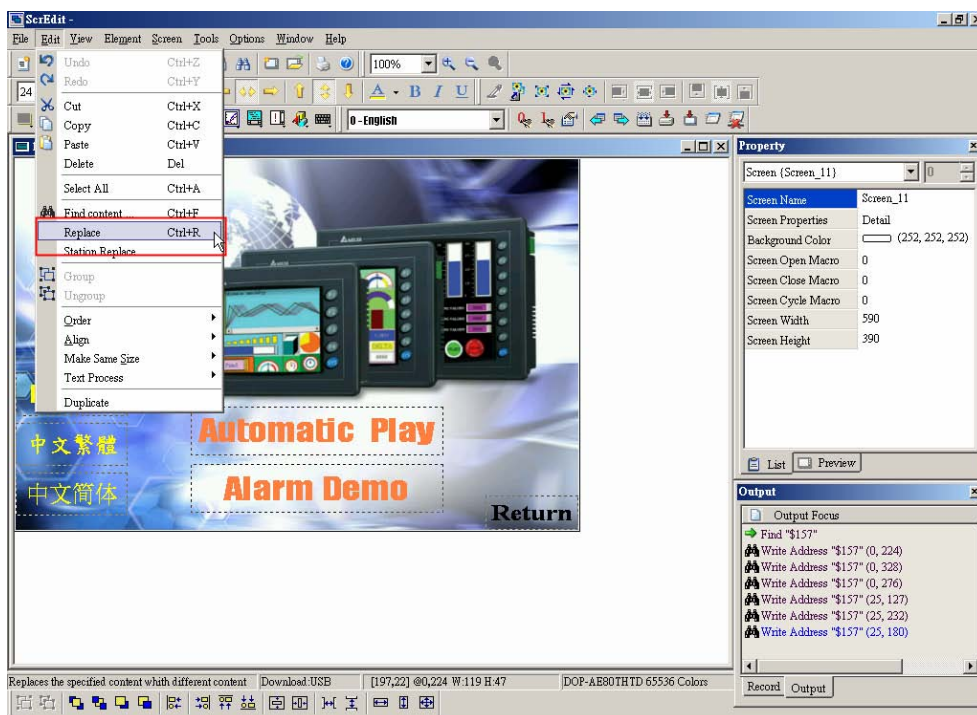 ScrEdit -
File Edit View Element Screen Tools Options Window Help
Undo Ctrl+Z
Redo Ctrl+Y
Cut Ctrl+X
Copy Ctrl+C
Paste Ctrl+V
Delete Del
Select All Ctrl+A
Find content ... Ctrl+F
Replace Ctrl+R
Station Replace
Group
Ungroup
Order
Align
Make Same Size
Text Process
Duplicate
100%
24
A B I U
0 - English
中文繁體
中文简体
Automatic Play
Alarm Demo
Return
Property
Screen {Screen_11} 0
Screen Name Screen_11
Screen Properties Detail
Background Color (252, 252, 252)
Screen Open Macro 0
Screen Close Macro 0
Screen Cycle Macro 0
Screen Width 590
Screen Height 390
List Preview
Output
Output Focus
Find "$157"
Write Address "$157" (0, 224)
Write Address "$157" (0, 328)
Write Address "$157" (0, 276)
Write Address "$157" (25, 127)
Write Address "$157" (25, 232)
Write Address "$157" (25, 180)
Record Output
Replaces the specified content whith different content Download:USB [197,22] @0,224 W:119 H:47 DOP-AE80THTD 65536 Colors